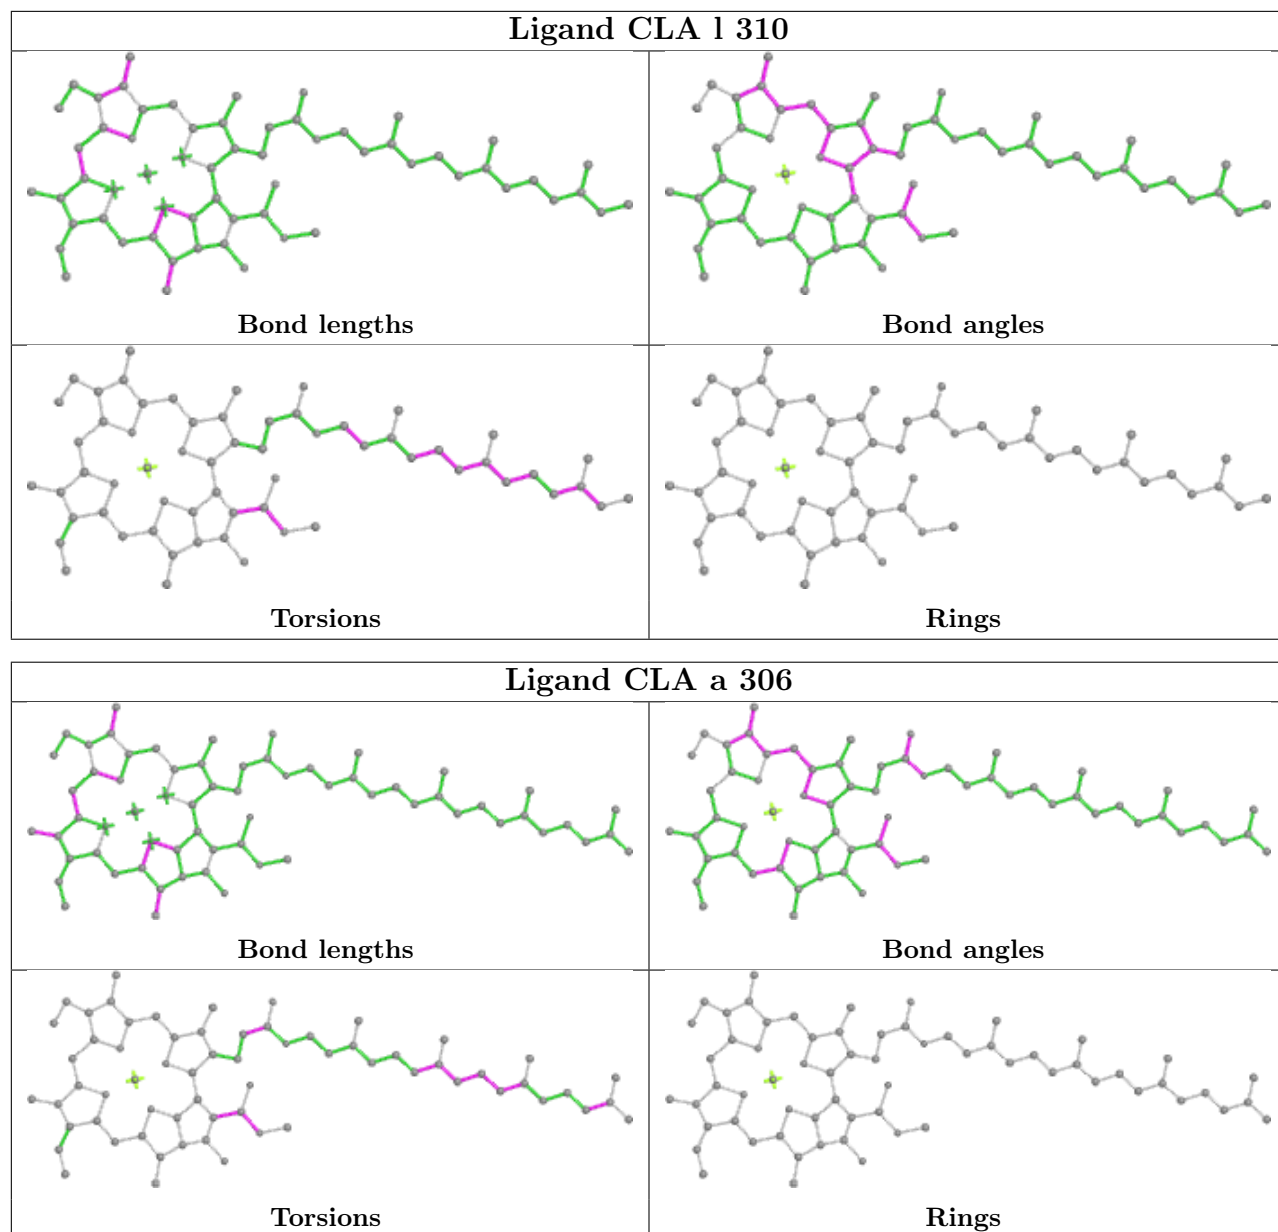 Ligand CLA l 310
Bond lengths
Bond angles
Torsions
Rings
Ligand CLA a 306
Bond lengths
Bond angles
Torsions
Rings